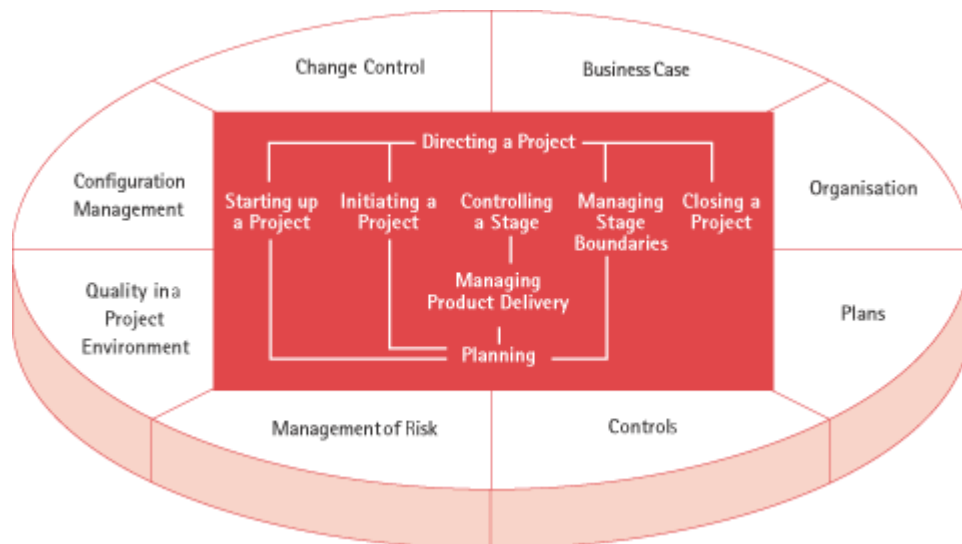 Change Control
Business Case
Configuration
Management
Organisation
Quality in a
Project
Environment
Plans
Management of Risk
Controls
Directing a Project
Starting up
a Project
Initiating a
Project
Controlling
a Stage
Managing
Stage
Boundaries
Closing a
Project
Managing
Product Delivery
Planning